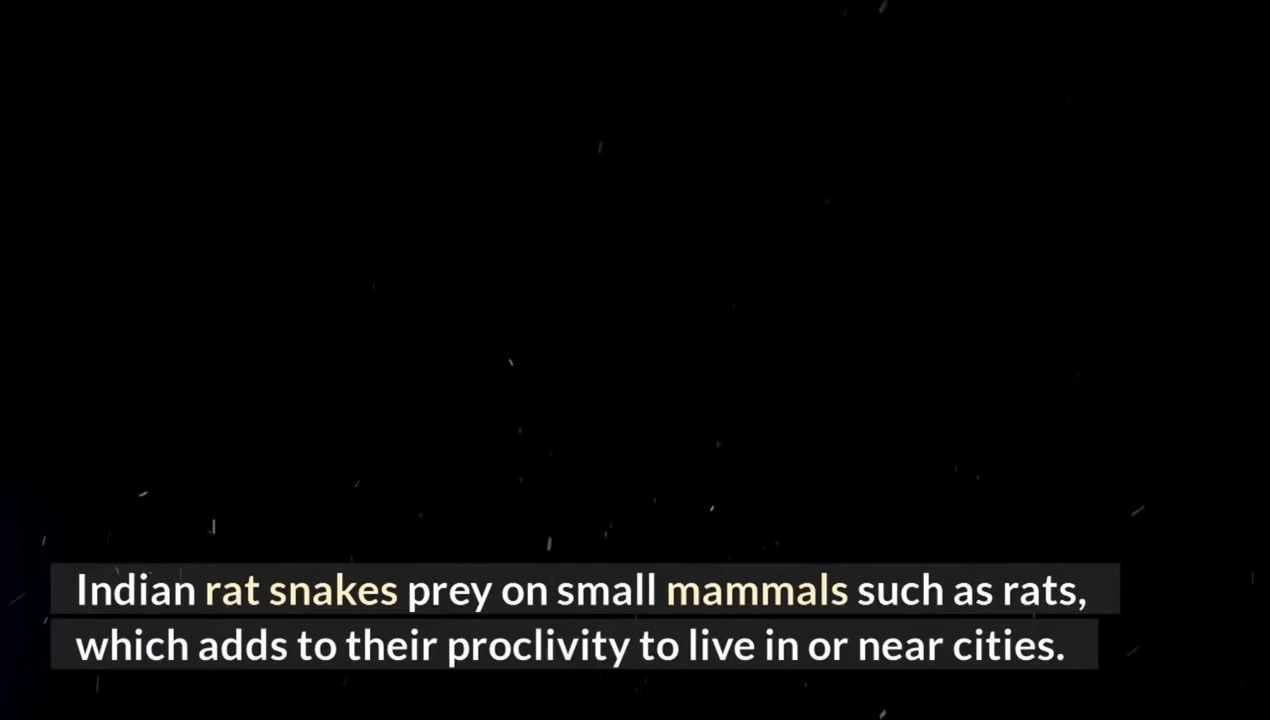 Indian rat snakes prey on small mammals such as rats,
which adds to their proclivity to live in or near cities.